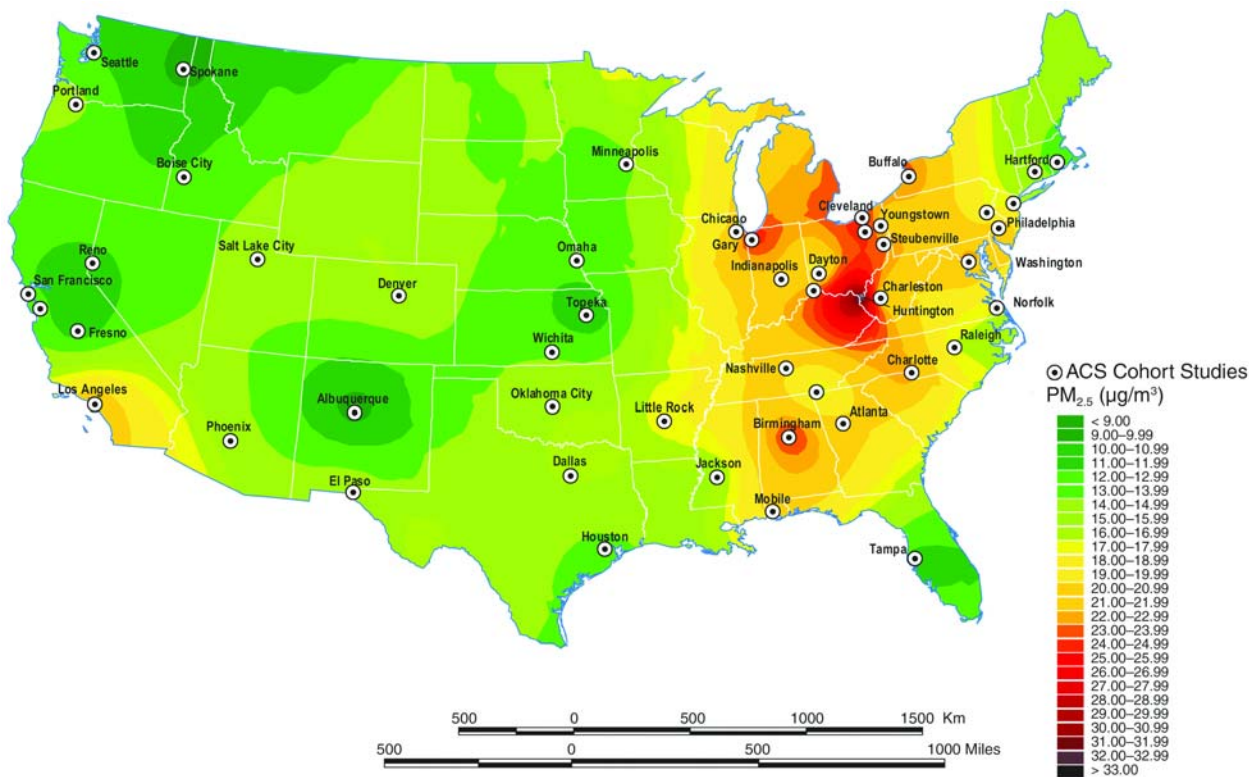 Seattle
Spokane
Portland
Boise City
Minneapolis
Buffalo
Hartford
Cleveland
Youngstown
Chicago
Philadelphia
Gary
Steubenville
Reno
Salt Lake City
Omaha
Dayton
Indianapolis
Washington
San Francisco
Denver
Topeka
Charleston
Huntington
Norfolk
Fresno
Wichita
Raleigh
Nashville
Charlotte
Los Angeles
Albuquerque
Oklahoma City
Little Rock
Atlanta
Birmingham
Phoenix
Dallas
Jackson
El Paso
Mobile
Houston
Tampa
ACS Cohort Studies
PM2.5 (µg/m³)
< 9.00
9.00–9.99
10.00–10.99
11.00–11.99
12.00–12.99
13.00–13.99
14.00–14.99
15.00–15.99
16.00–16.99
17.00–17.99
18.00–18.99
19.00–19.99
20.00–20.99
21.00–21.99
22.00–22.99
23.00–23.99
24.00–24.99
25.00–25.99
26.00–26.99
27.00–27.99
28.00–28.99
29.00–29.99
30.00–30.99
31.00–31.99
32.00–32.99
> 33.00
500 0 500 1000 1500 Km
500 0 500 1000 Miles